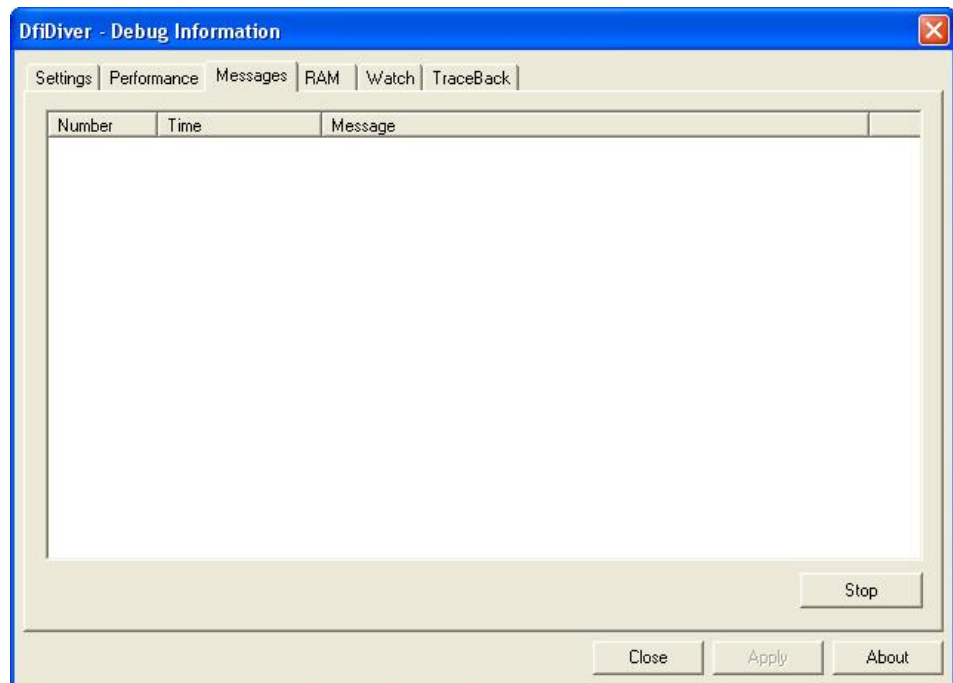 DfiDiver - Debug Information
Settings Performance Messages RAM Watch TraceBack
Number Time Message
Stop
Close Apply About